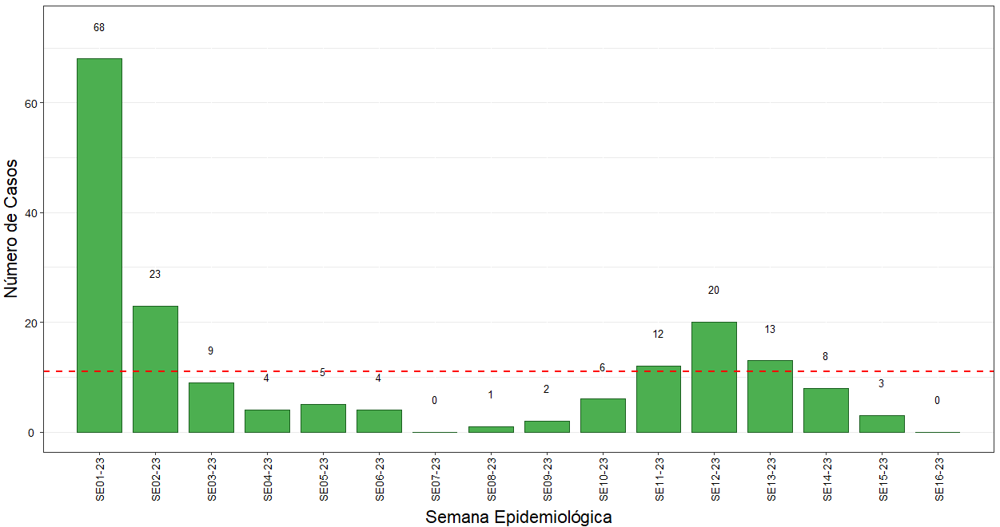 Número de Casos
60
40
20
0
68
23
9
4
5
4
0
1
2
6
12
20
13
8
3
0
SE01-23
SE02-23
SE03-23
SE04-23
SE05-23
SE06-23
SE07-23
SE08-23
SE09-23
SE10-23
SE11-23
SE12-23
SE13-23
SE14-23
SE15-23
SE16-23
Semana Epidemiológica